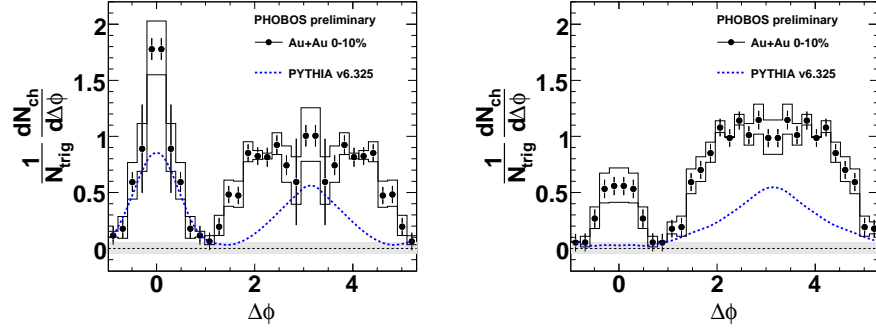 PHOBOS preliminary
Au+Au 0-10%
PYTHIA v6.325
2
1.5
1
0.5
0
0 2 4
Δϕ
1/N_trig dN_ch/dΔϕ
PHOBOS preliminary
Au+Au 0-10%
PYTHIA v6.325
2
1.5
1
0.5
0
0 2 4
Δϕ
1/N_trig dN_ch/dΔϕ